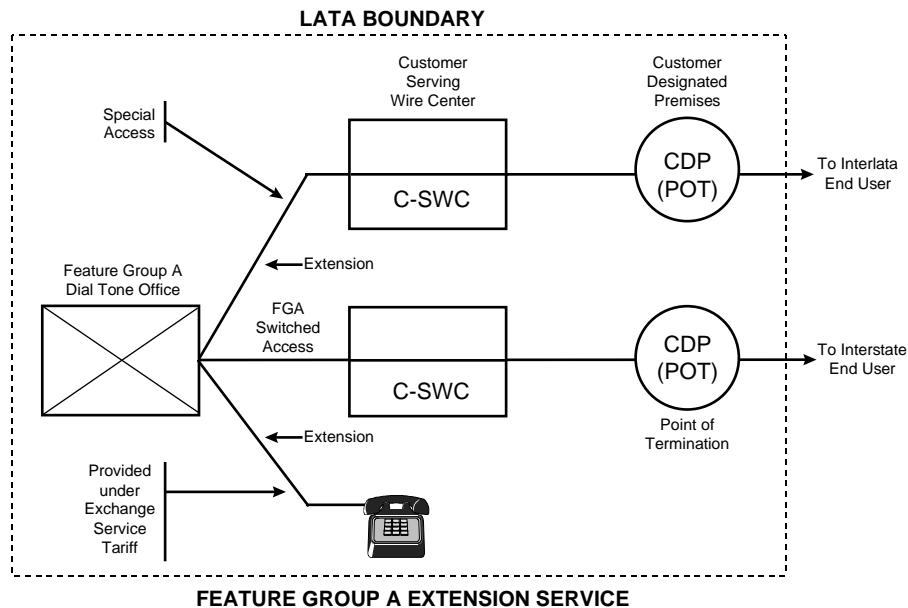 LATA BOUNDARY
Customer
Serving
Wire Center
Customer
Designated
Premises
Special
Access
C-SWC
CDP
(POT)
To Interlata
End User
Extension
Feature Group A
Dial Tone Office
FGA
Switched
Access
C-SWC
CDP
(POT)
To Interstate
End User
Point of
Termination
Extension
Provided
under
Exchange
Service
Tariff
FEATURE GROUP A EXTENSION SERVICE